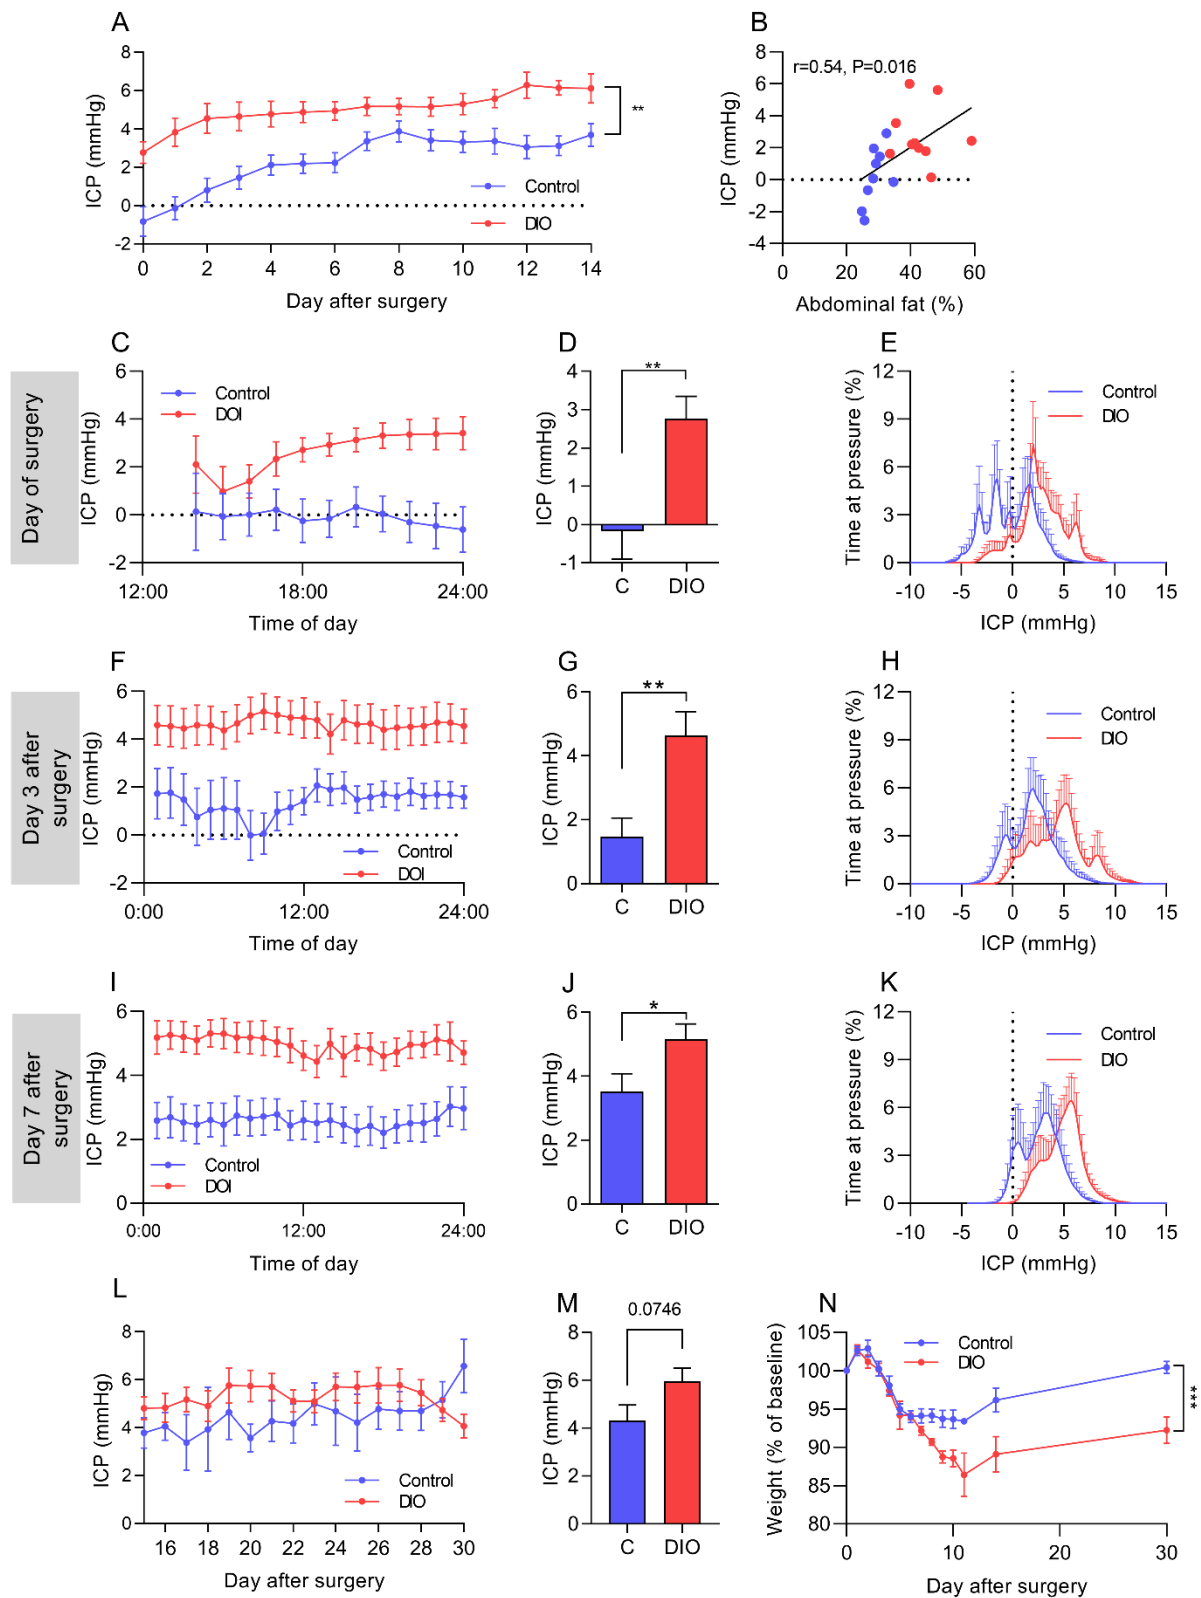 A
ICP (mmHg)
8
6
4
2
0
-2
**
Control
DIO
0 2 4 6 8 10 12 14
Day after surgery
B
ICP (mmHg)
8
6
4
2
0
-2
-4
r=0.54, P=0.016
0 20 40 60
Abdominal fat (%)
Day of surgery
C
ICP (mmHg)
6
4
2
0
-2
Control
DOI
12:00 18:00 24:00
Time of day
D
ICP (mmHg)
4
3
2
1
0
-1
**
C DIO
E
Time at pressure (%)
12
9
6
3
0
Control
DIO
-10 -5 0 5 10 15
ICP (mmHg)
Day 3 after
surgery
F
ICP (mmHg)
6
4
2
0
-2
Control
DOI
0:00 12:00 24:00
Time of day
G
ICP (mmHg)
6
4
2
0
**
C DIO
H
Time at pressure (%)
12
9
6
3
0
Control
DIO
-10 -5 0 5 10 15
ICP (mmHg)
Day 7 after
surgery
I
ICP (mmHg)
6
4
2
0
Control
DOI
0:00 12:00 24:00
Time of day
J
ICP (mmHg)
6
4
2
0
*
C DIO
K
Time at pressure (%)
12
9
6
3
0
Control
DIO
-10 -5 0 5 10 15
ICP (mmHg)
L
ICP (mmHg)
8
6
4
2
0
Control
DIO
16 18 20 22 24 26 28 30
Day after surgery
M
ICP (mmHg)
8
6
4
2
0
0.0746
C DIO
N
Weight (% of baseline)
105
100
95
90
85
80
Control
DIO
***
0 10 20 30
Day after surgery